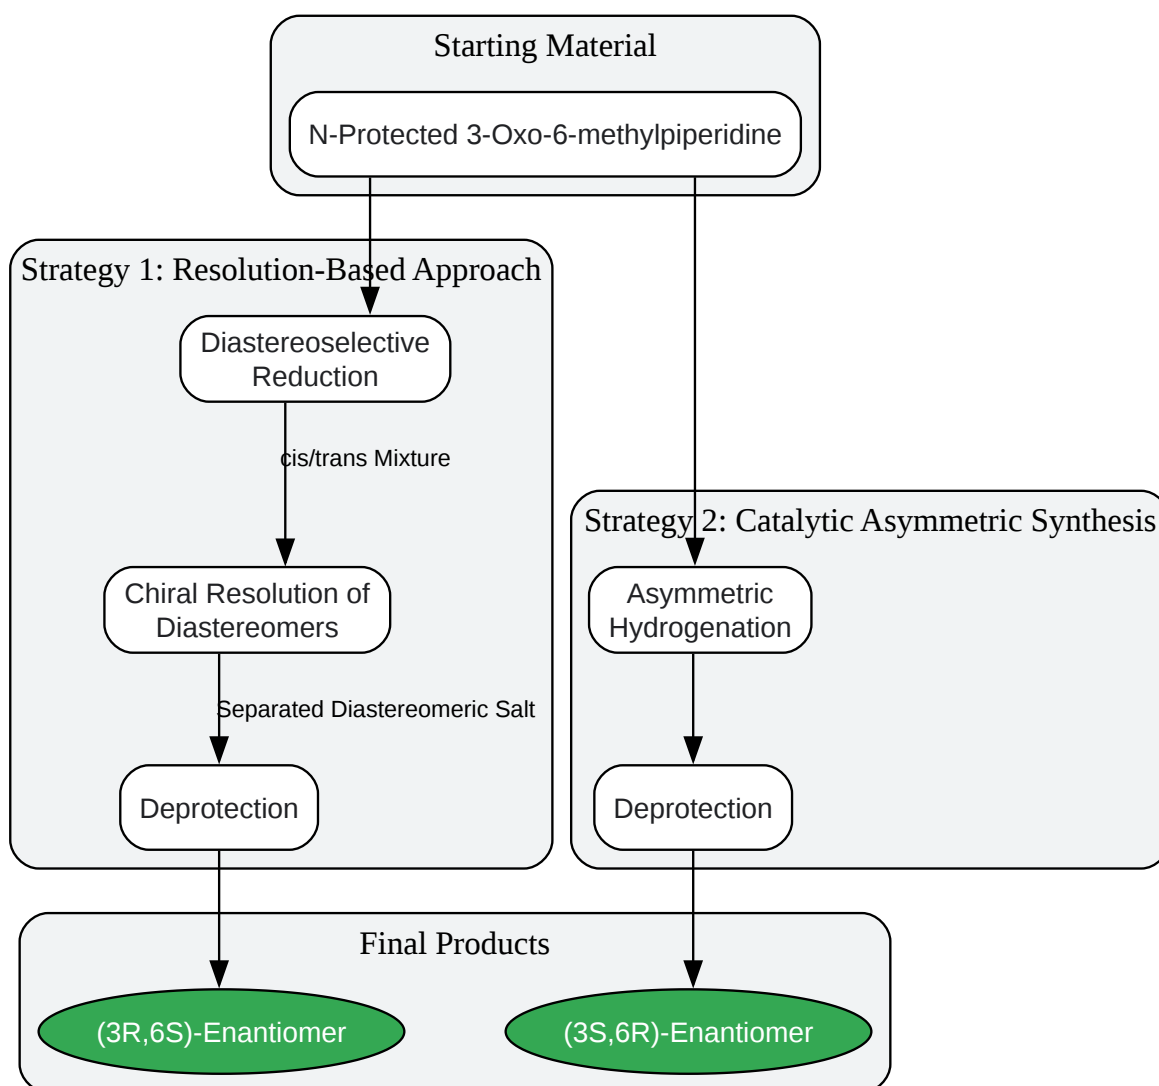 Starting Material
N-Protected 3-Oxo-6-methylpiperidine
Strategy 1: Resolution-Based Approach
Diastereoselective
Reduction
cis/trans Mixture
Chiral Resolution of
Diastereomers
Separated Diastereomeric Salt
Deprotection
Strategy 2: Catalytic Asymmetric Synthesis
Asymmetric
Hydrogenation
Deprotection
Final Products
(3R,6S)-Enantiomer
(3S,6R)-Enantiomer